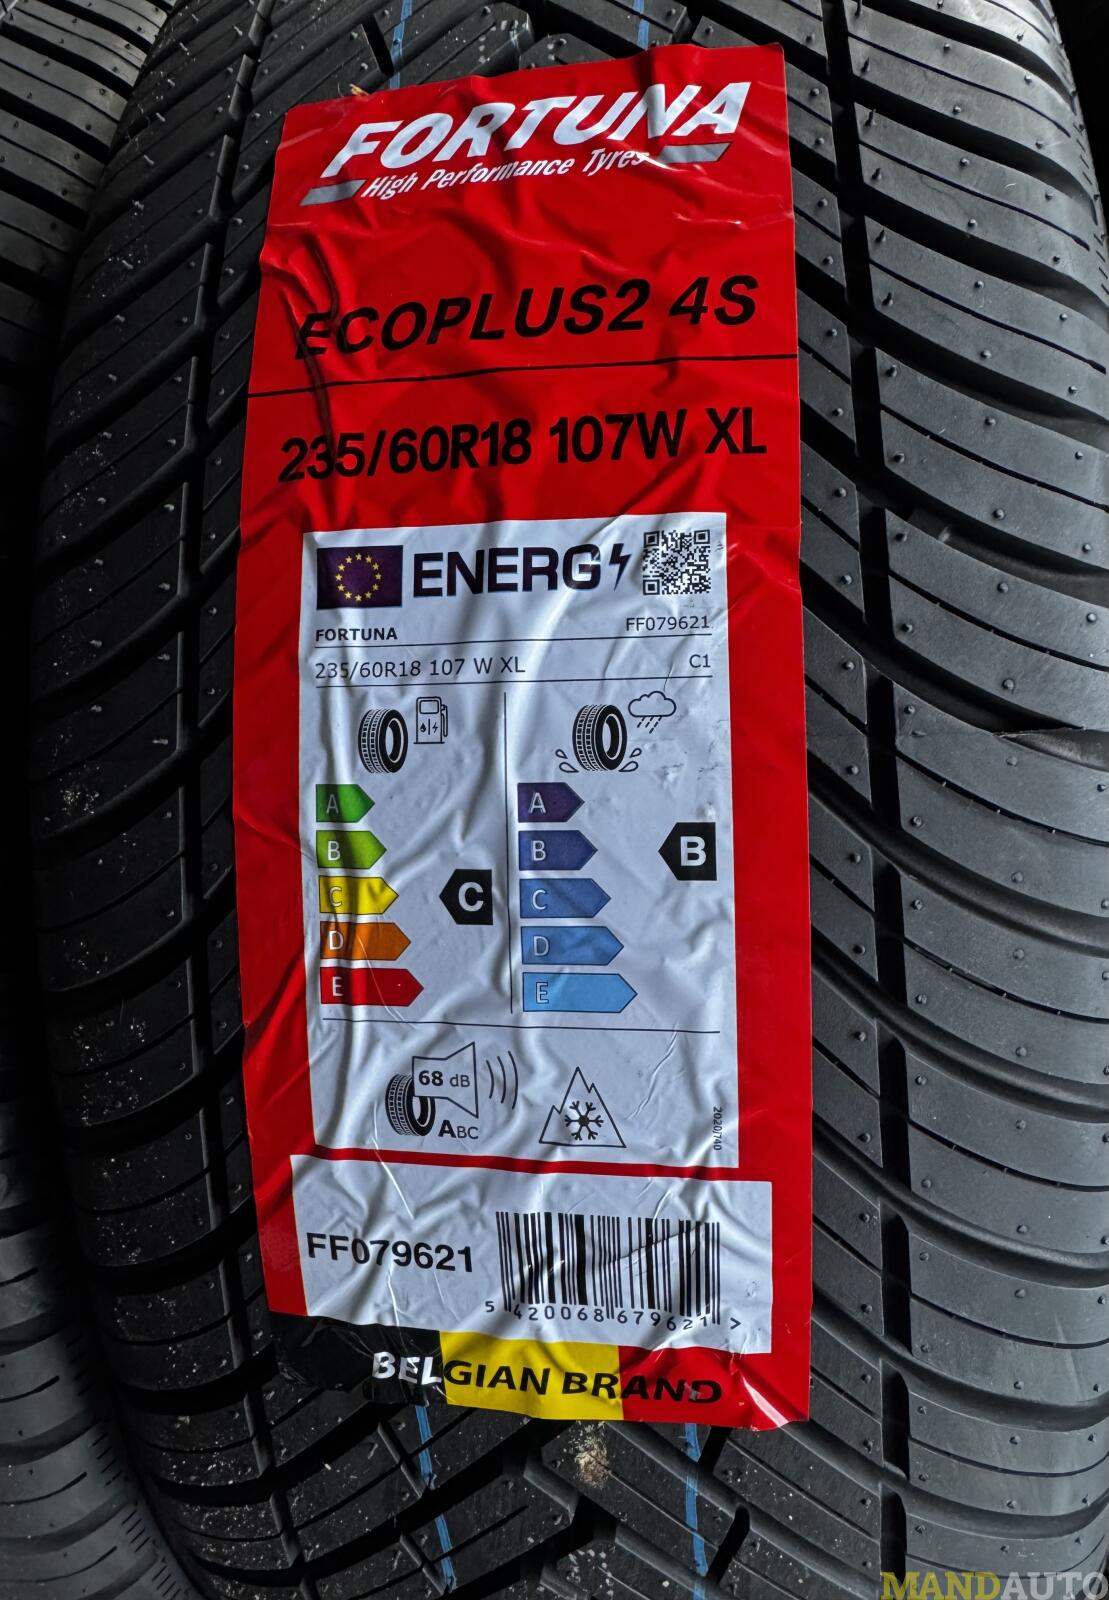 FORTUNA
High Performance Tyres
ECOPLUS2 4S
235/60R18 107W XL
ENERG
FORTUNA
FF079621
235/60R18 107 W XL
C1
A
B
C
D
E
C
A
B
C
D
E
B
68 dB
ABC
2020/740
FF079621
5 420068 679621 >
BELGIAN BRAND
MANDAUTO